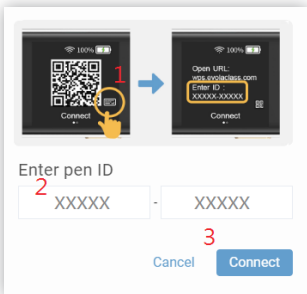 100%
1
Connect
100%
Open URL:
wps.evolaclass.com
Enter ID :
XXXXX-XXXXX
Connect
Enter pen ID
2
XXXXX - XXXXX
3
Cancel Connect